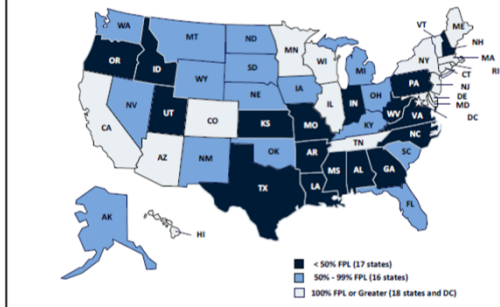 WA
MT
ND
MN
VT
ME
NH
OR
ID
SD
WI
NY
MA
RI
WY
MI
CT
NE
IA
PA
NJ
NV
UT
IL
IN
OH
DE
MD
DC
CO
KS
MO
WV
VA
KY
CA
NC
TN
AZ
NM
OK
AR
SC
MS
AL
GA
TX
LA
FL
AK
HI
< 50% FPL (17 states)
50% - 99% FPL (16 states)
100% FPL or Greater (18 states and DC)